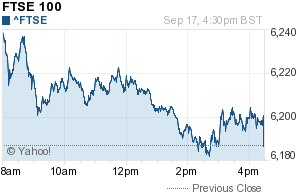 FTSE 100
^FTSE Sep 17, 4:30pm BST
6,240
6,220
6,200
6,180
© Yahoo!
8am 10am 12pm 2pm 4pm
Previous Close